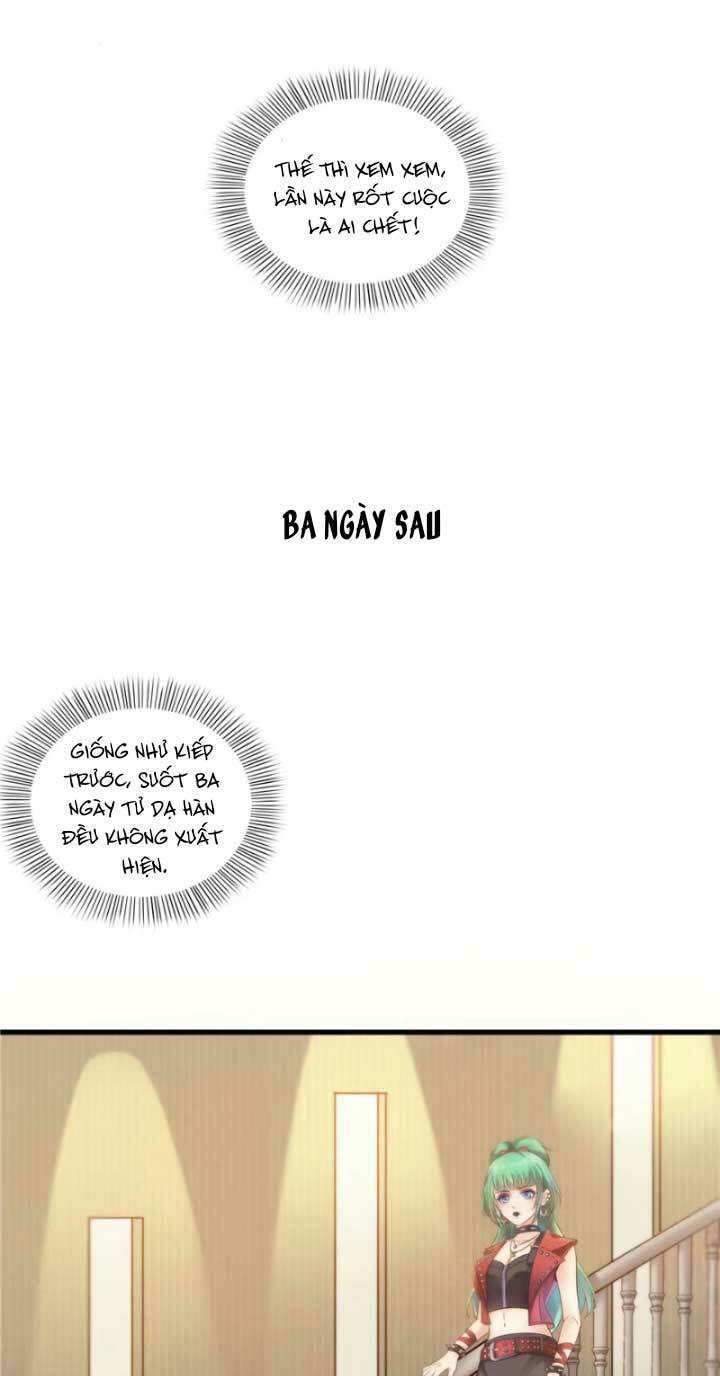 THẾ THÌ XEM XEM,
LẦN NÀY RỐT CUỘC
LÀ AI CHẾT!
BA NGÀY SAU
GIỐNG NHƯ KIẾP
TRƯỚC, SUỐT BA
NGÀY TƯ DẠ HÀN
ĐỀU KHÔNG XUẤT
HIỆN.